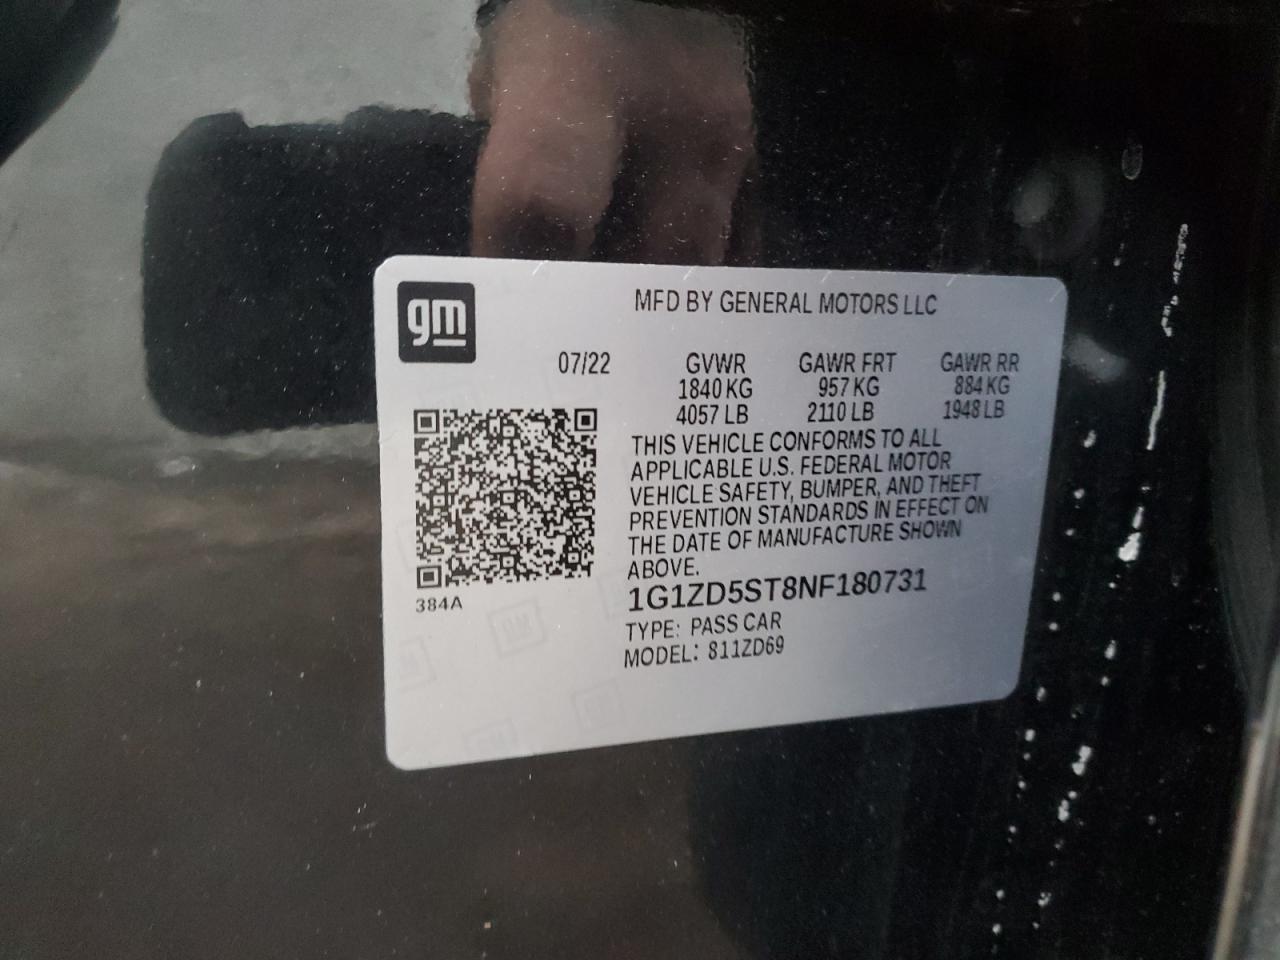 gm
MFD BY GENERAL MOTORS LLC
07/22 GVWR GAWR FRT GAWR RR
1840 KG 957 KG 884 KG
4057 LB 2110 LB 1948 LB
THIS VEHICLE CONFORMS TO ALL
APPLICABLE U.S. FEDERAL MOTOR
VEHICLE SAFETY, BUMPER, AND THEFT
PREVENTION STANDARDS IN EFFECT ON
THE DATE OF MANUFACTURE SHOWN
ABOVE.
384A
1G1ZD5ST8NF180731
TYPE: PASS CAR
MODEL: 811ZD69